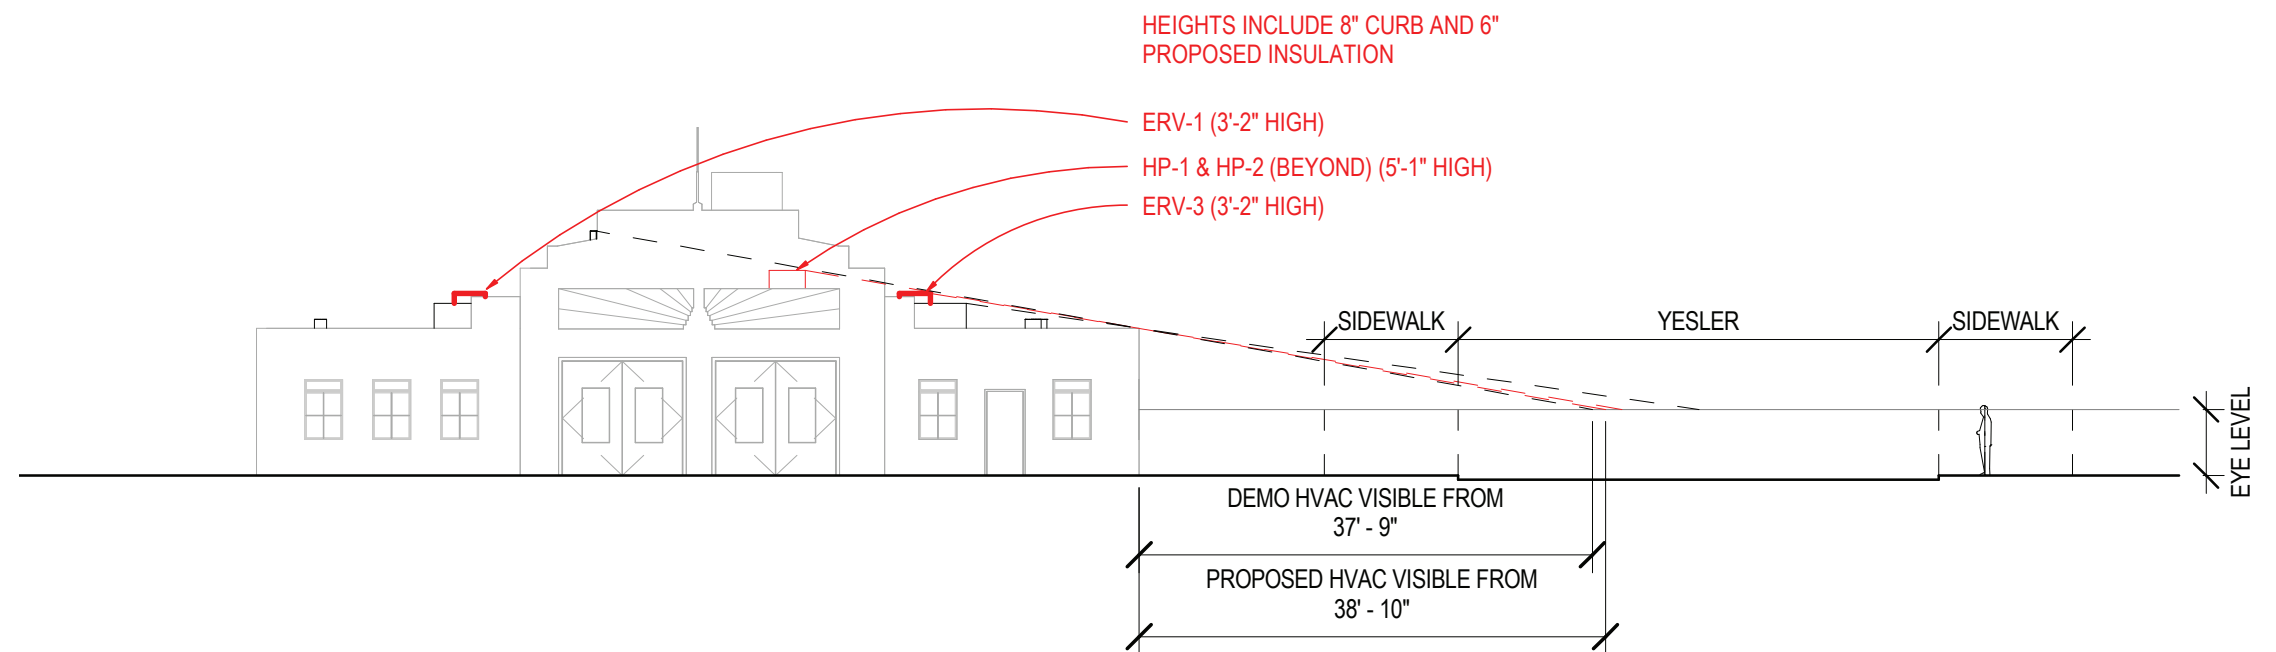 HEIGHTS INCLUDE 8" CURB AND 6"
PROPOSED INSULATION
ERV-1 (3'-2" HIGH)
HP-1 & HP-2 (BEYOND) (5'-1" HIGH)
ERV-3 (3'-2" HIGH)
SIDEWALK
YESLER
SIDEWALK
EYE LEVEL
DEMO HVAC VISIBLE FROM
37' - 9"
PROPOSED HVAC VISIBLE FROM
38' - 10"